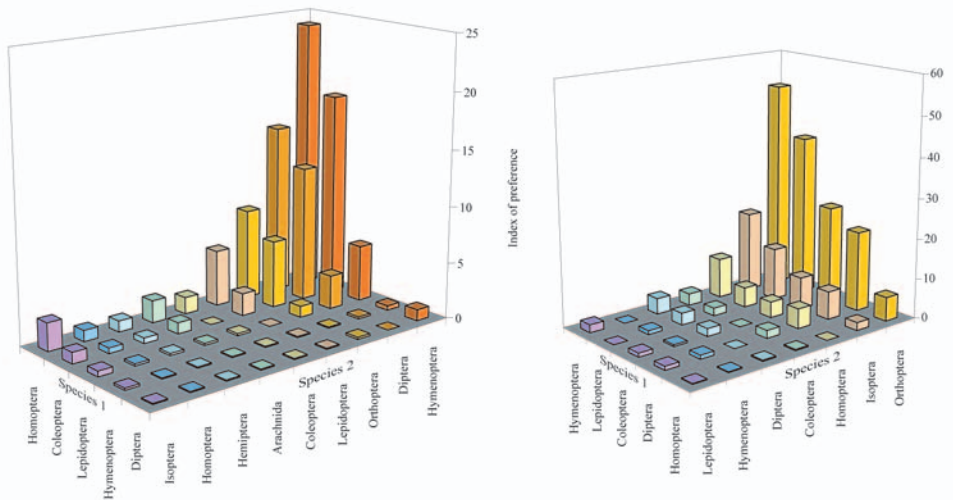 25
20
15
10
5
0
Index of preference
Species 1
Species 2
Homoptera
Coleoptera
Lepidoptera
Hymenoptera
Diptera
Isoptera
Homoptera
Hemiptera
Arachnida
Coleoptera
Lepidoptera
Orthoptera
Diptera
Hymenoptera
60
50
40
30
20
10
0
Species 1
Species 2
Hymenoptera
Lepidoptera
Coleoptera
Diptera
Homoptera
Lepidoptera
Hymenoptera
Diptera
Coleoptera
Homoptera
Isoptera
Orthoptera